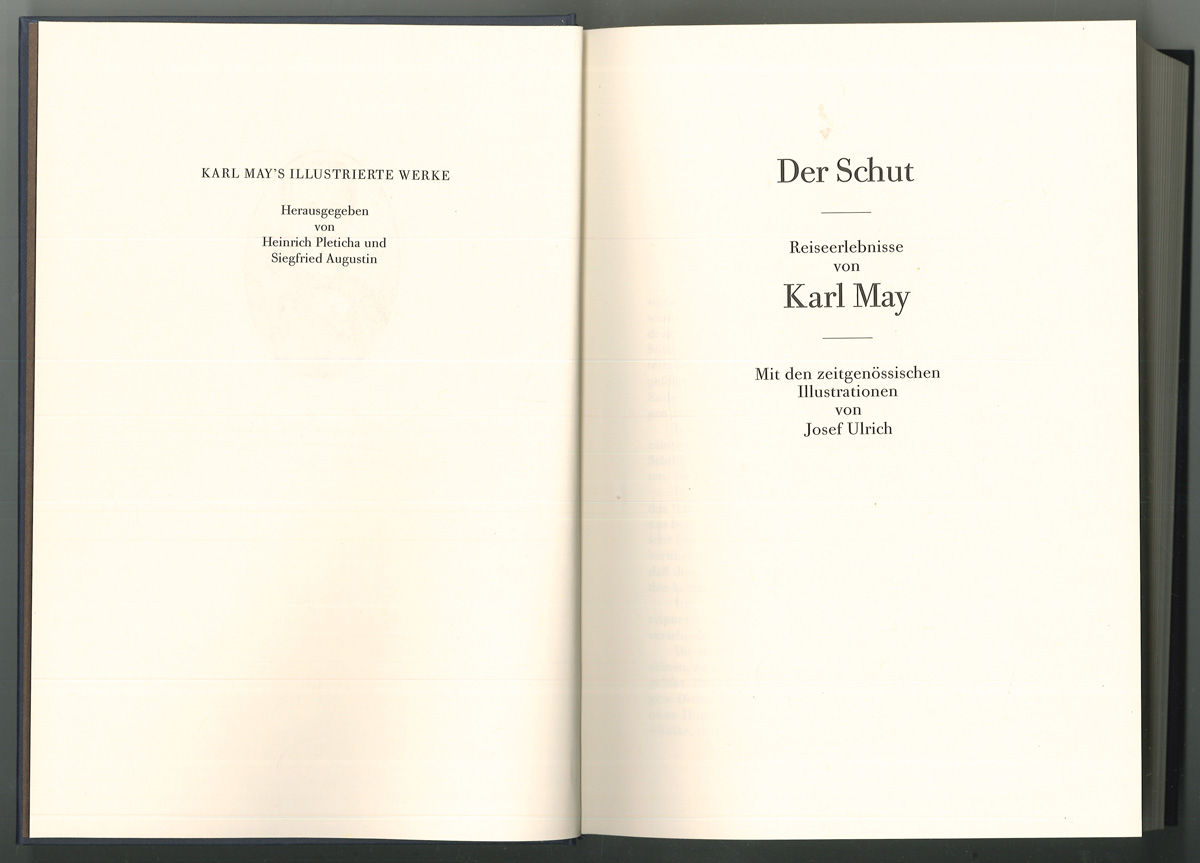 KARL MAY'S ILLUSTRIERTE WERKE
Herausgegeben
von
Heinrich Pleticha und
Siegfried Augustin
Der Schut
Reiseerlebnisse
von
Karl May
Mit den zeitgenössischen
Illustrationen
von
Josef Ulrich